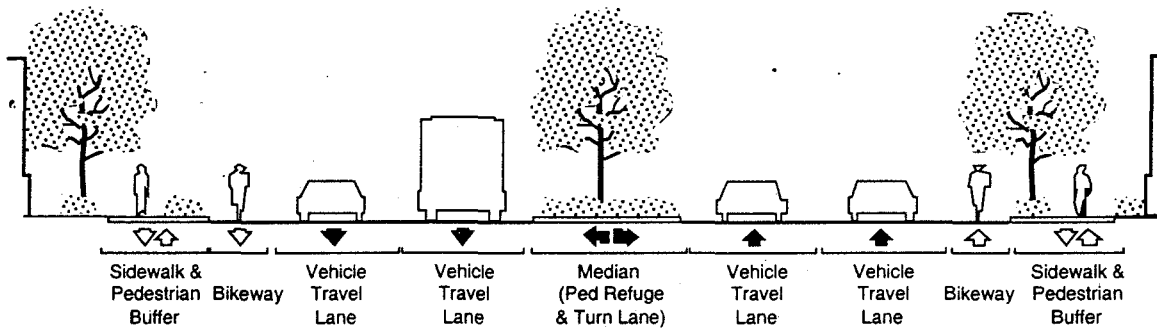 Sidewalk &
Pedestrian
Buffer
Bikeway
Vehicle
Travel
Lane
Vehicle
Travel
Lane
Median
(Ped Refuge
& Turn Lane)
Vehicle
Travel
Lane
Vehicle
Travel
Lane
Bikeway
Sidewalk &
Pedestrian
Buffer